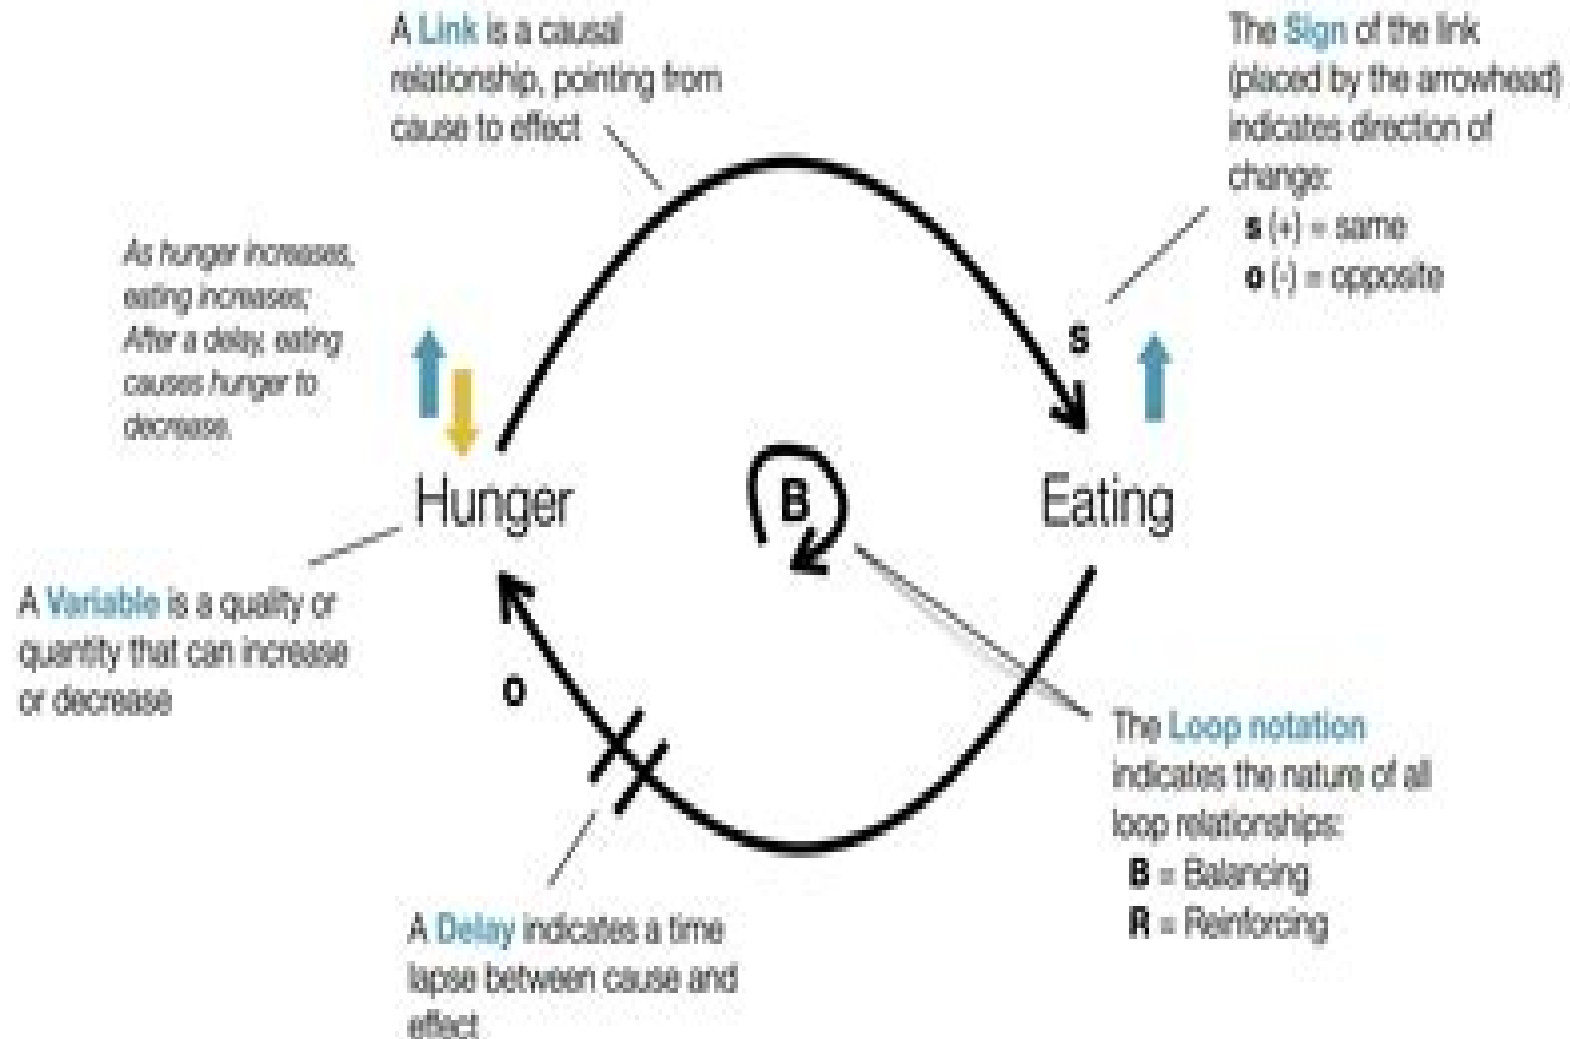 A Link is a causal
relationship, pointing from
cause to effect
The Sign of the link
(placed by the arrowhead)
indicates direction of
change:
s (+) = same
o (-) = opposite
As hunger increases,
eating increases;
After a delay, eating
causes hunger to
decrease.
s
Hunger
B
Eating
A Variable is a quality or
quantity that can increase
or decrease
o
The Loop notation
indicates the nature of all
loop relationships:
B = Balancing
R = Reinforcing
A Delay indicates a time
lapse between cause and
effect